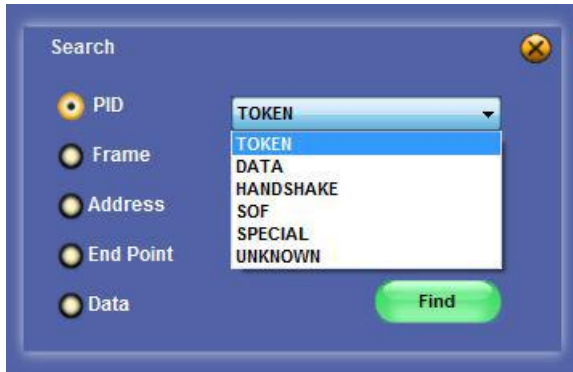 Search
PID
TOKEN
TOKEN
DATA
HANDSHAKE
SOF
SPECIAL
UNKNOWN
Frame
Address
End Point
Data
Find